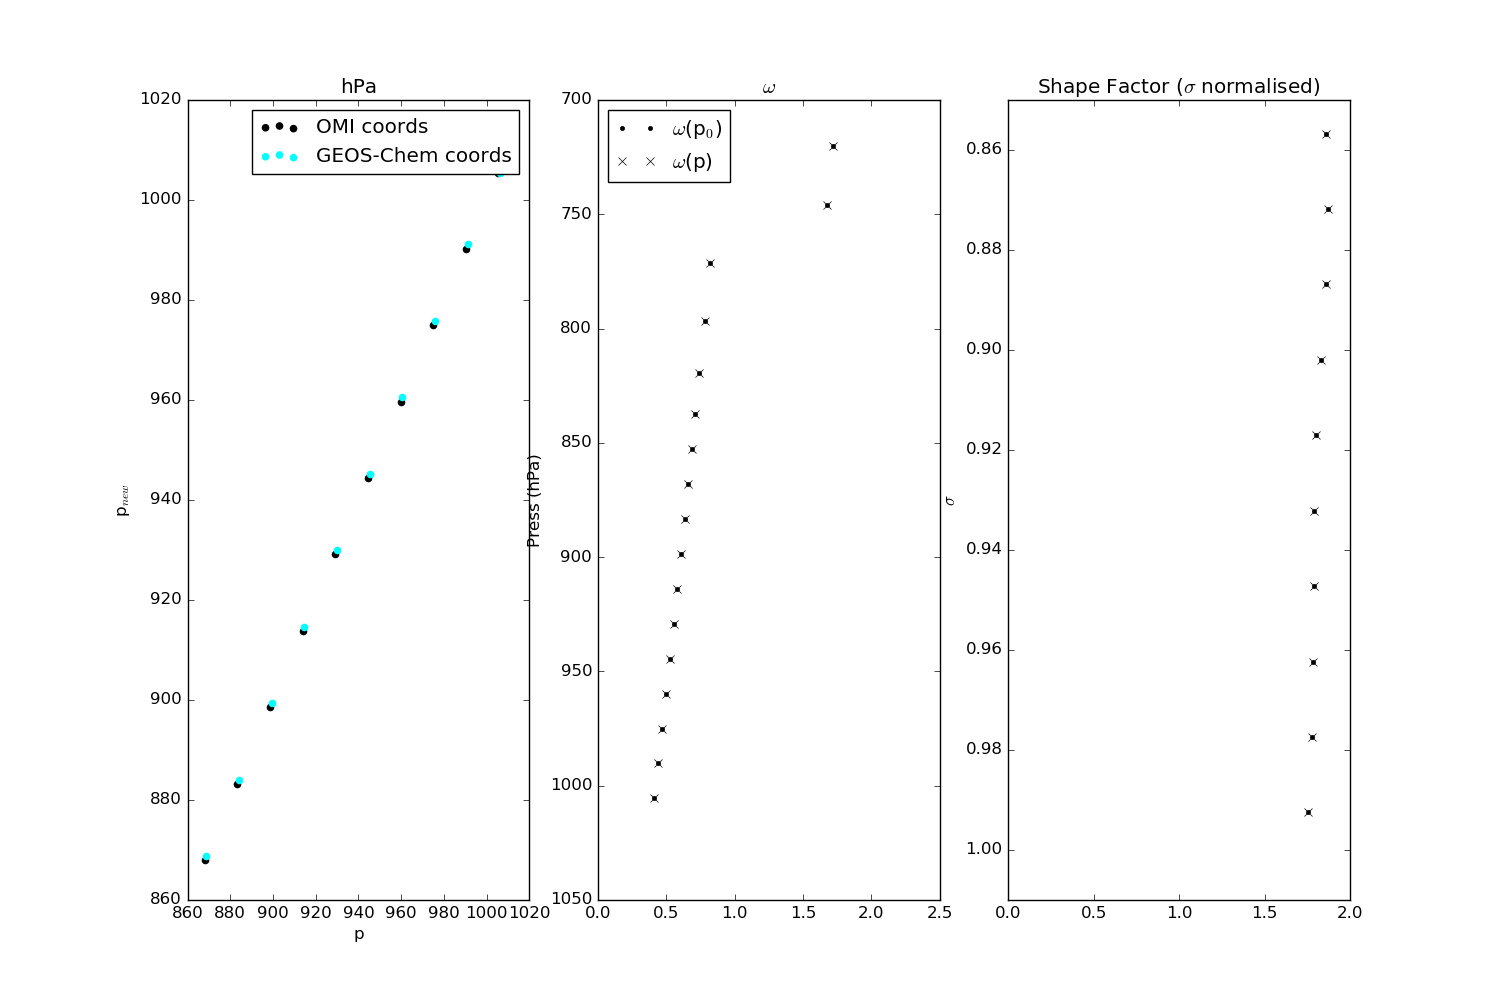 hPa
1020
1000
980
960
940
920
900
880
860
860 880 900 920 940 960 980 1000 1020
p
p_new
OMI coords
GEOS-Chem coords
ω
700
750
800
850
900
950
1000
1050
0.0 0.5 1.0 1.5 2.0 2.5
Press (hPa)
ω(p₀)
ω(p)
Shape Factor (σ normalised)
0.86
0.88
0.90
0.92
0.94
0.96
0.98
1.00
0.0 0.5 1.0 1.5 2.0
σ